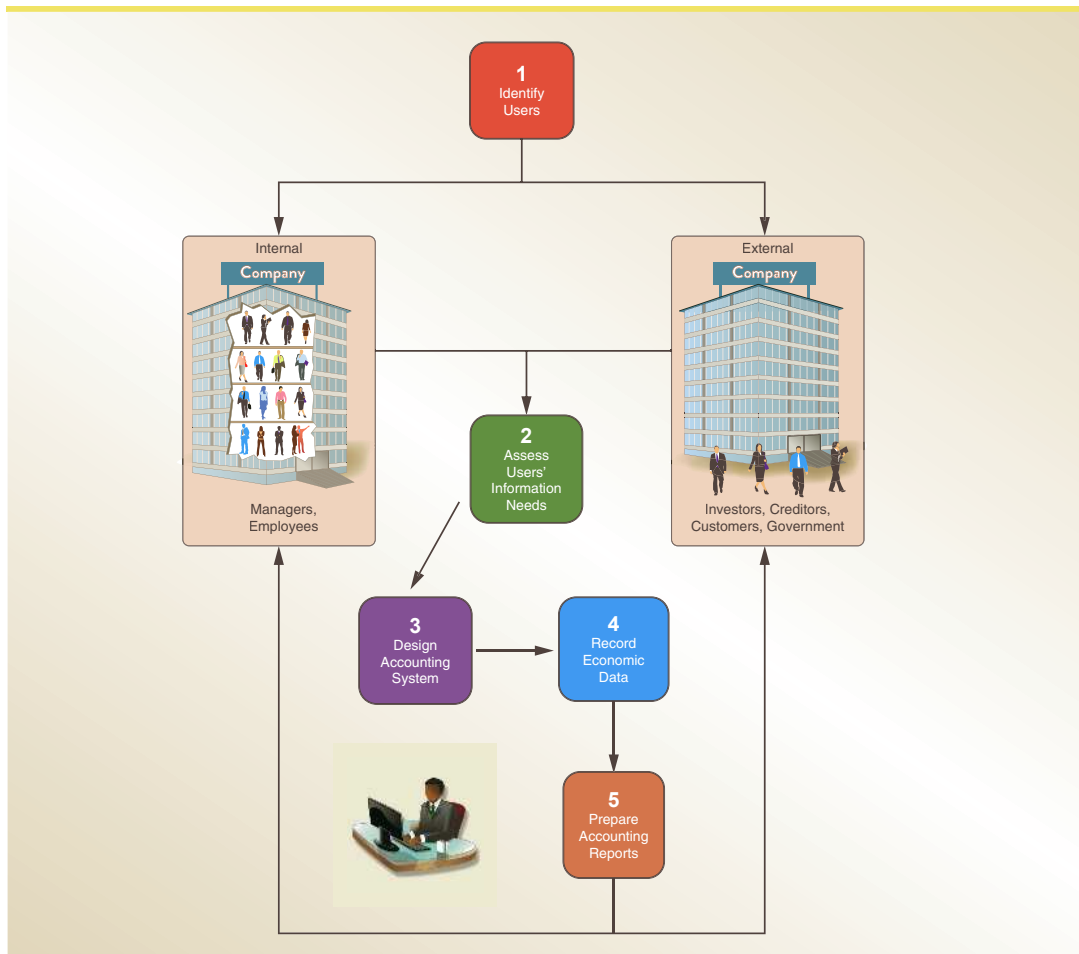 1
Identify
Users
Internal
Company
Managers,
Employees
External
Company
Investors, Creditors,
Customers, Government
2
Assess
Users’
Information
Needs
3
Design
Accounting
System
4
Record
Economic
Data
5
Prepare
Accounting
Reports